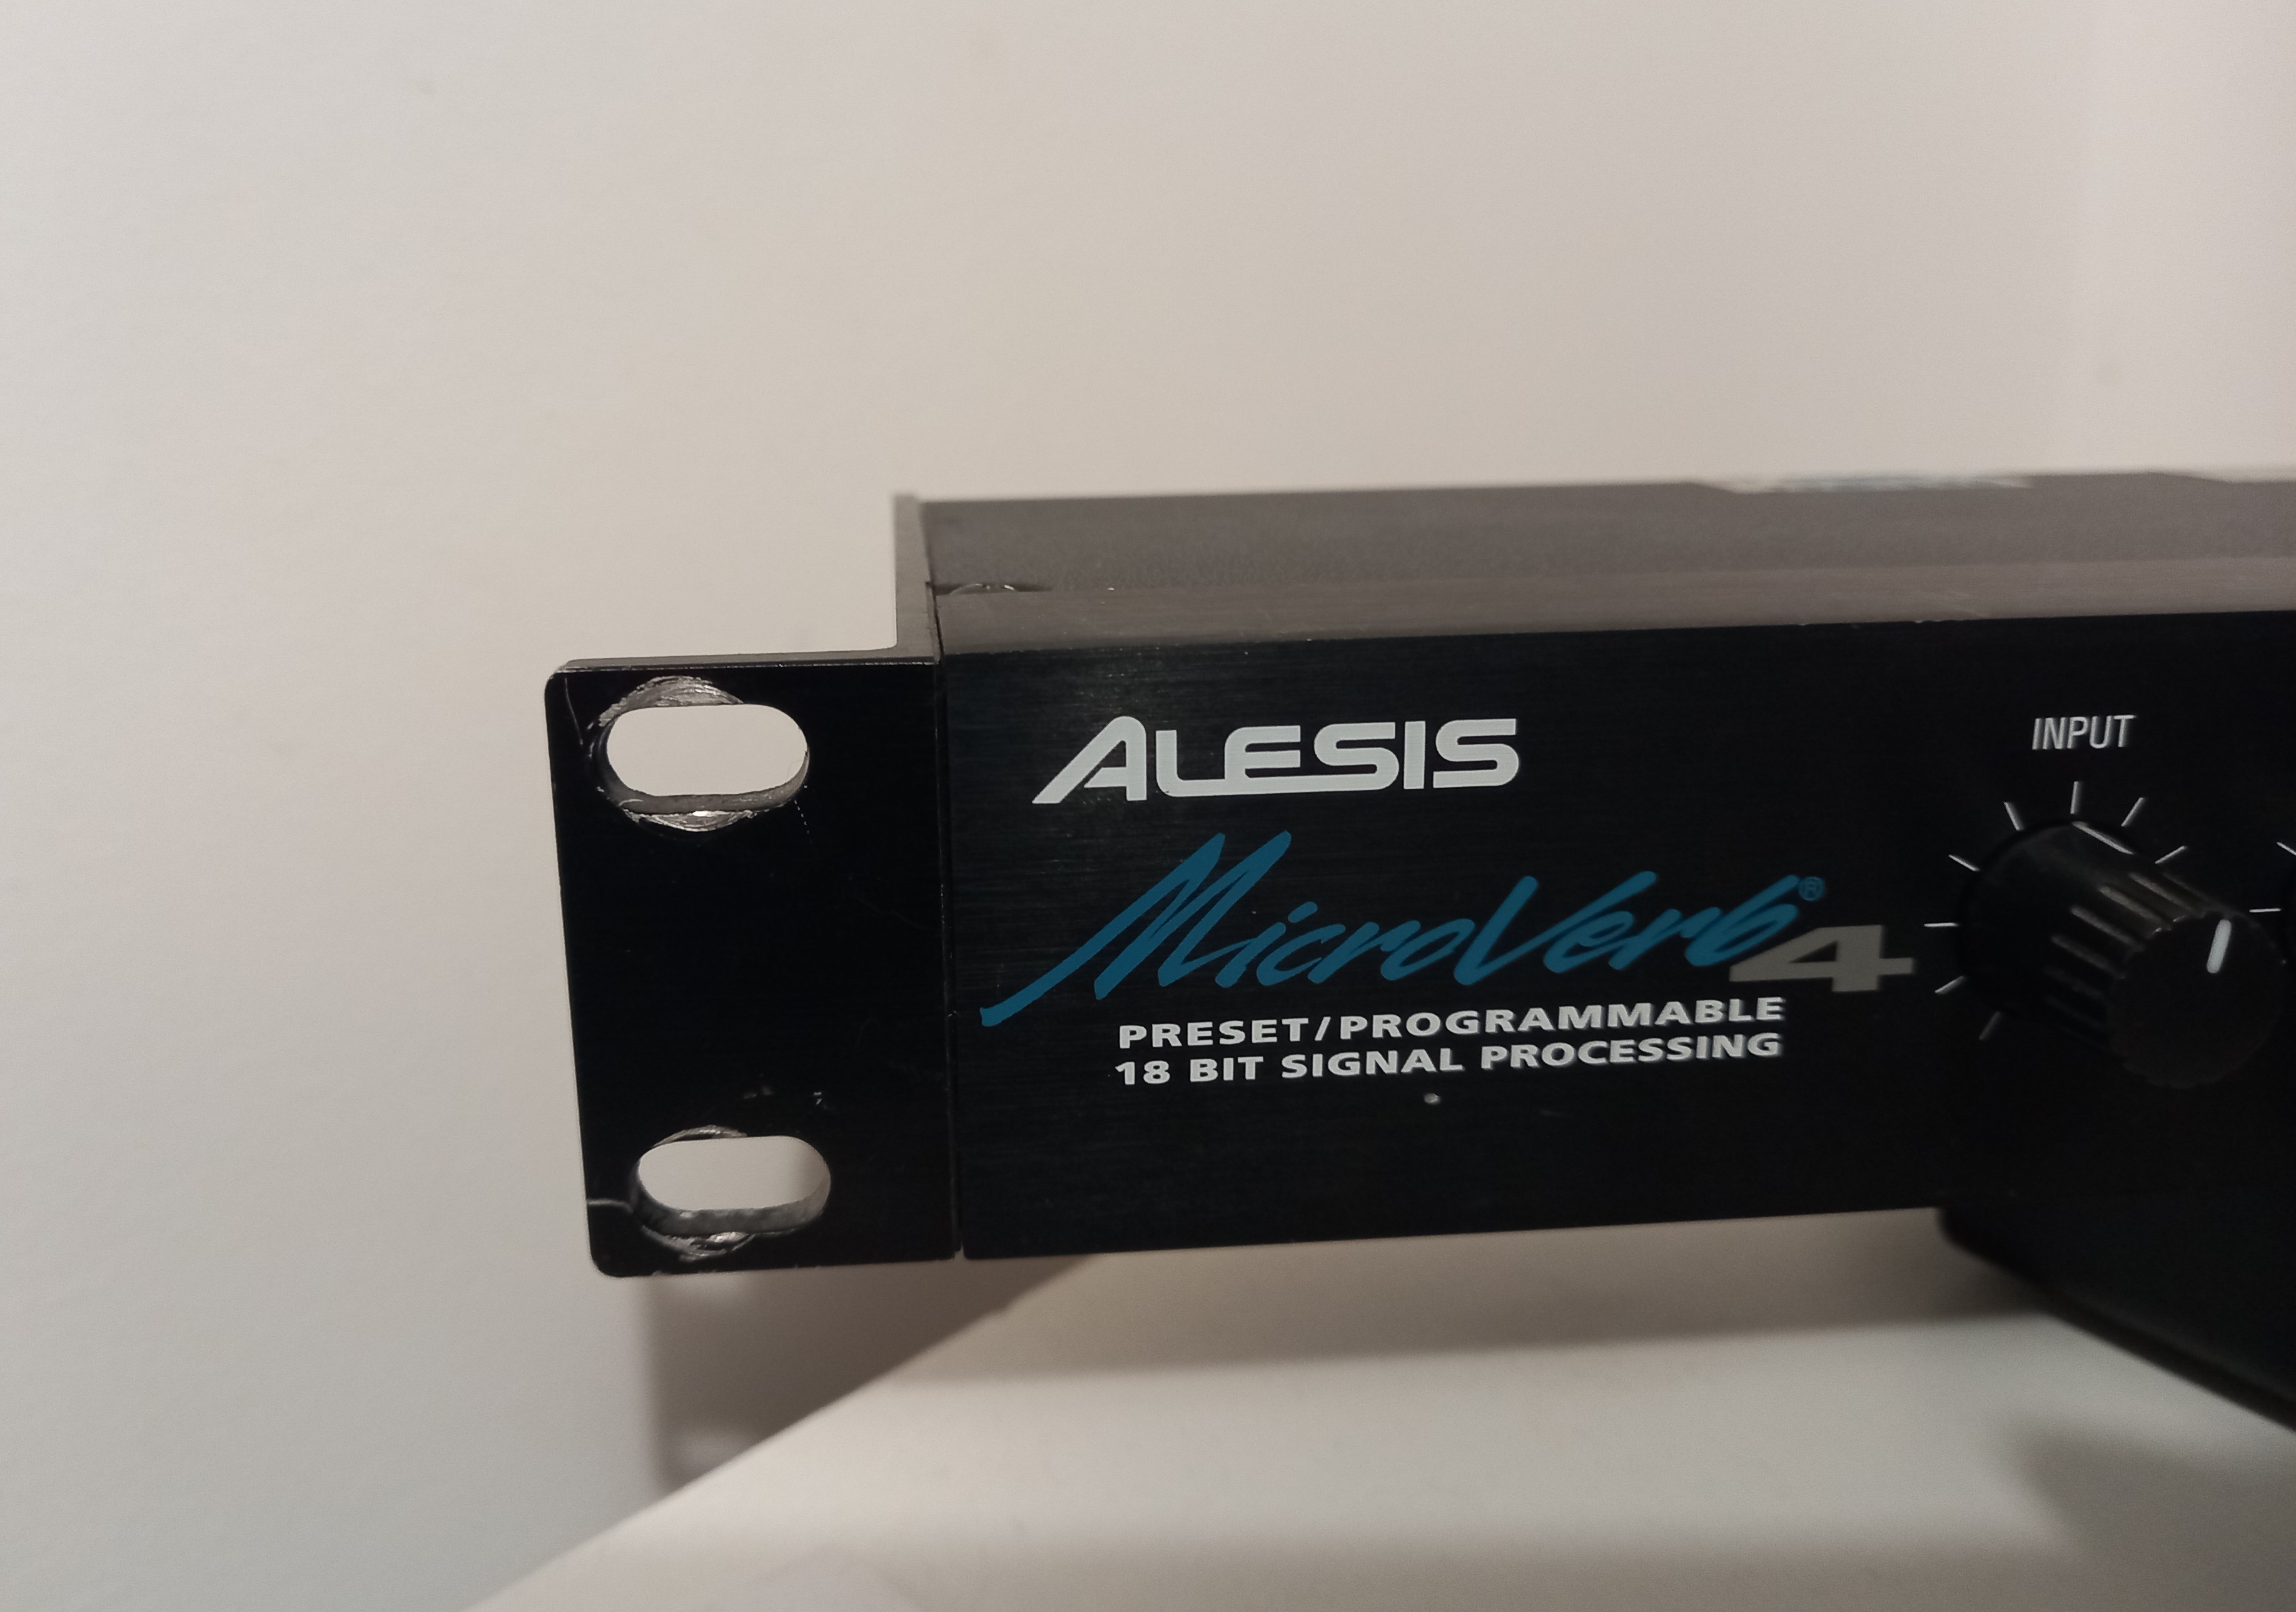 ALESIS
MicroVerb® 4
PRESET/PROGRAMMABLE
18 BIT SIGNAL PROCESSING
INPUT